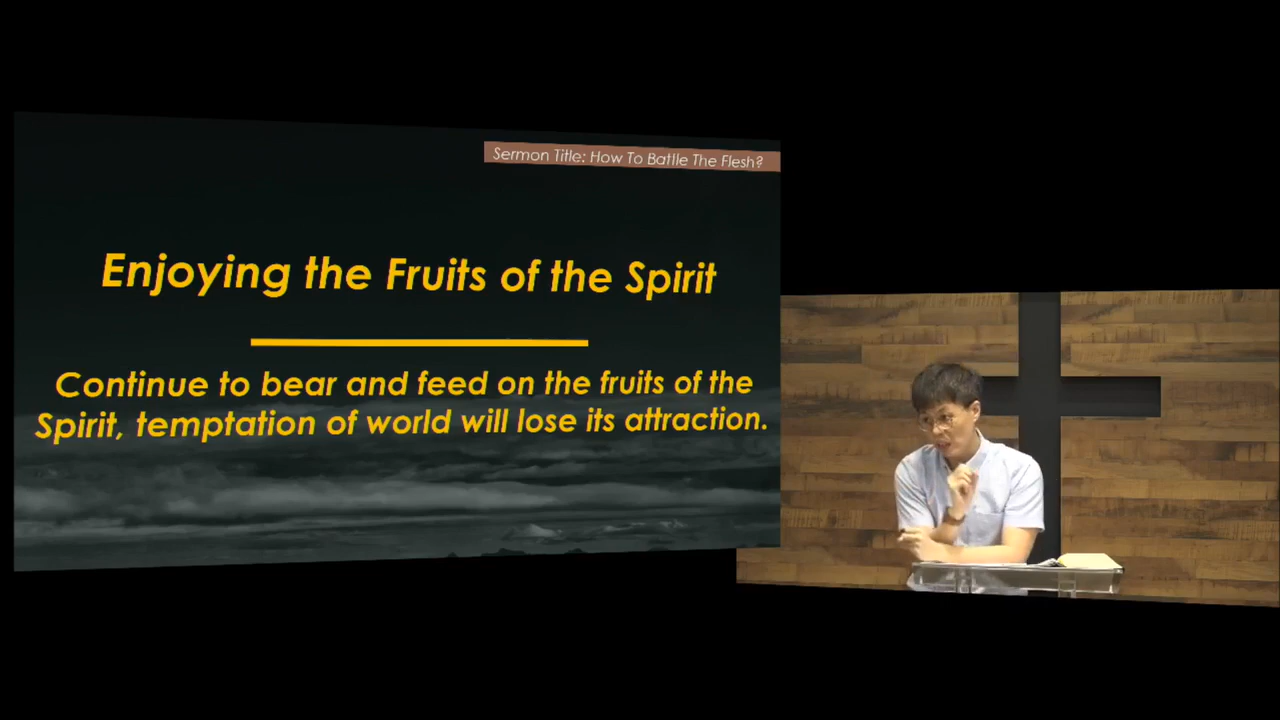 Sermon Title: How To Battle The Flesh?
Enjoying the Fruits of the Spirit
Continue to bear and feed on the fruits of the
Spirit, temptation of world will lose its attraction.